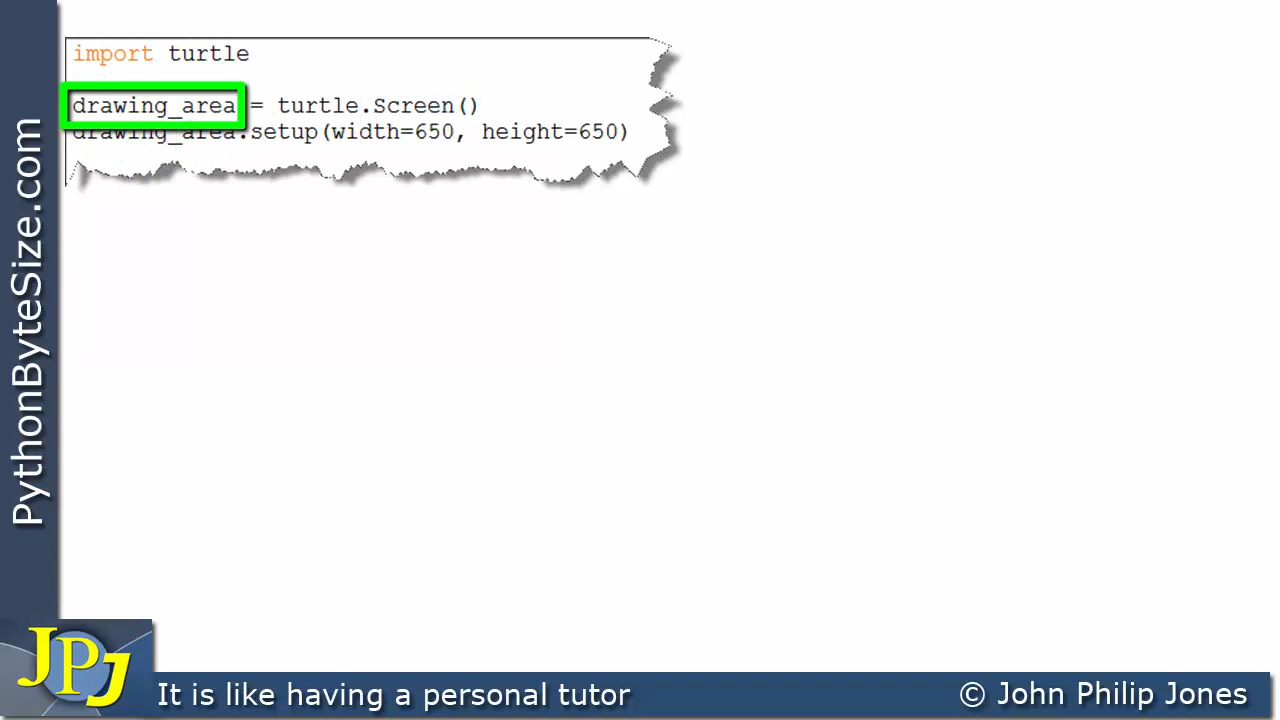 import turtle
drawing_area = turtle.Screen()
drawing_area.setup(width=650, height=650)
PythonByteSize.com
JPJ
It is like having a personal tutor
© John Philip Jones